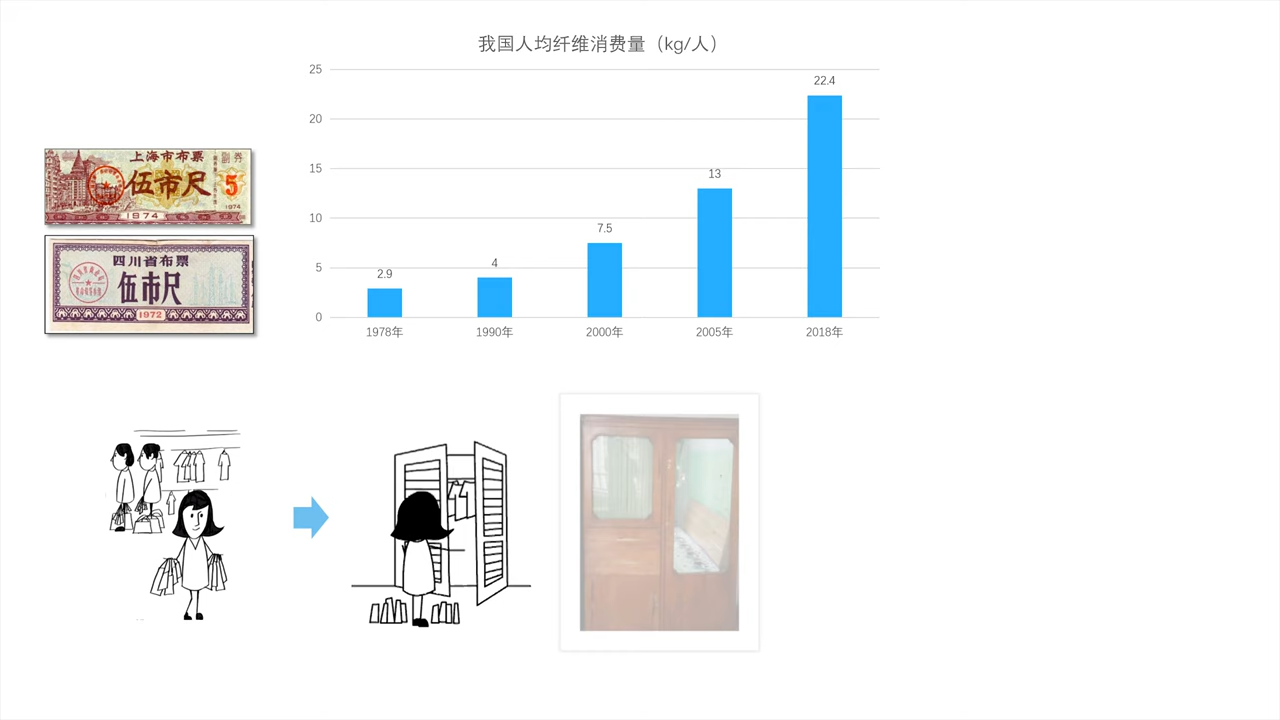 我国人均纤维消费量（kg/人）
25
20
15
10
5
0
2.9
4
7.5
13
22.4
1978年
1990年
2000年
2005年
2018年
上海市布票
副券
伍市尺
5
1974
1974
四川省布票
伍市尺
1972